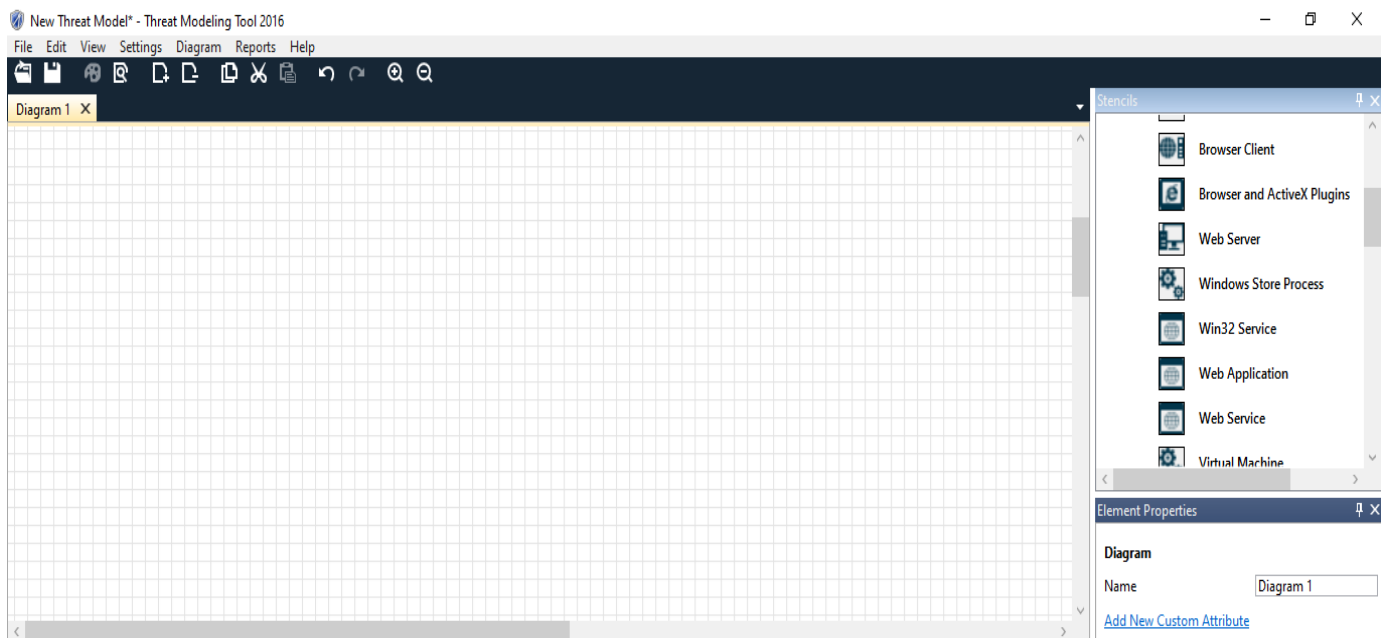 New Threat Model* - Threat Modeling Tool 2016
File Edit View Settings Diagram Reports Help
Diagram 1 X
Stencils
Browser Client
Browser and ActiveX Plugins
Web Server
Windows Store Process
Win32 Service
Web Application
Web Service
Virtual Machine
Element Properties
Diagram
Name Diagram 1
Add New Custom Attribute